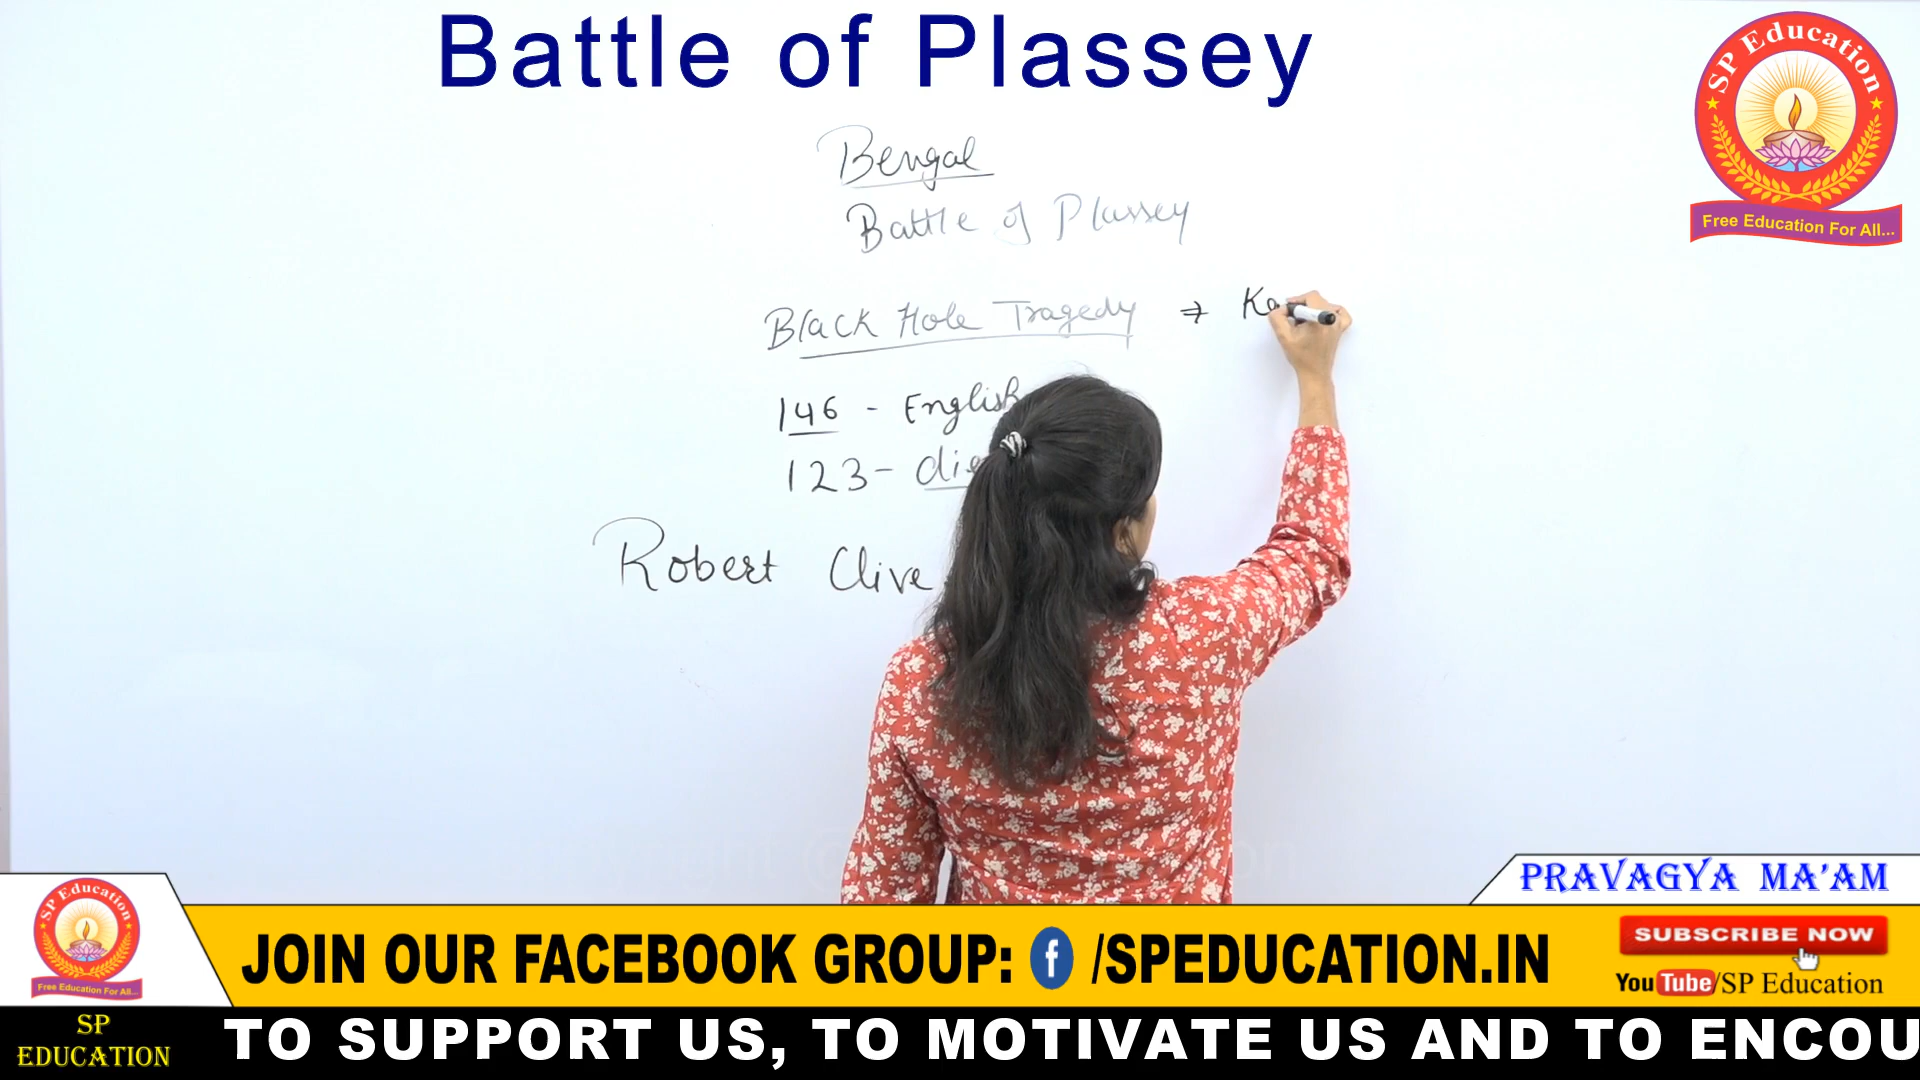 Battle of Plassey
SP Education
Free Education For All...
Bengal
Battle of Plassey
Black Hole Tragedy ⇒ Ka
146 - English
123 - die
Robert Clive
PRAVAGYA MA'AM
SP Education
Free Education For All...
JOIN OUR FACEBOOK GROUP: f /SPEDUCATION.IN
SUBSCRIBE NOW
YouTube/SP Education
SP
EDUCATION
TO SUPPORT US, TO MOTIVATE US AND TO ENCOU